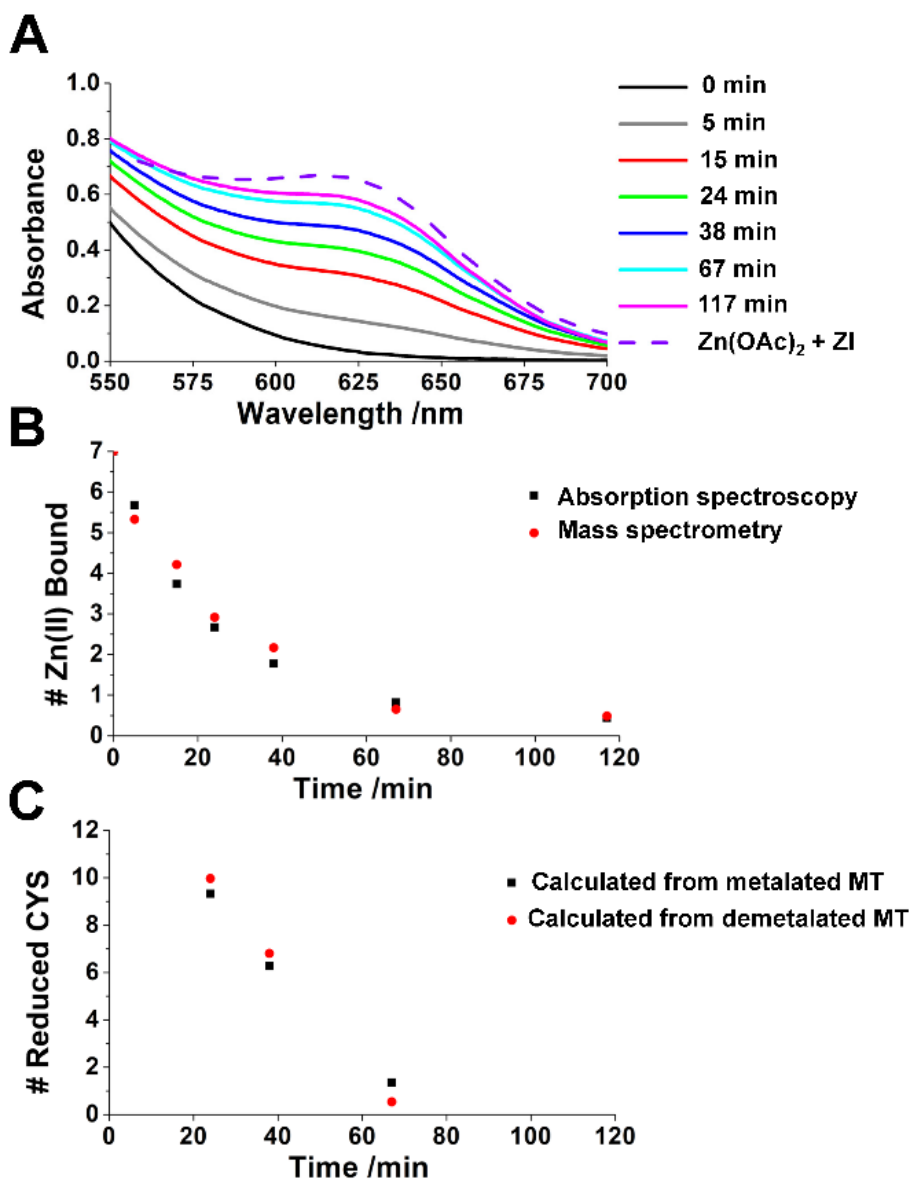 A
1.0
0.8
0.6
0.4
0.2
0.0
Absorbance
550 575 600 625 650 675 700
Wavelength /nm
0 min
5 min
15 min
24 min
38 min
67 min
117 min
Zn(OAc)2 + ZI
B
7
6
5
4
3
2
1
0
# Zn(II) Bound
0 20 40 60 80 100 120
Time /min
Absorption spectroscopy
Mass spectrometry
C
12
10
8
6
4
2
0
# Reduced CYS
0 20 40 60 80 100 120
Time /min
Calculated from metalated MT
Calculated from demetalated MT